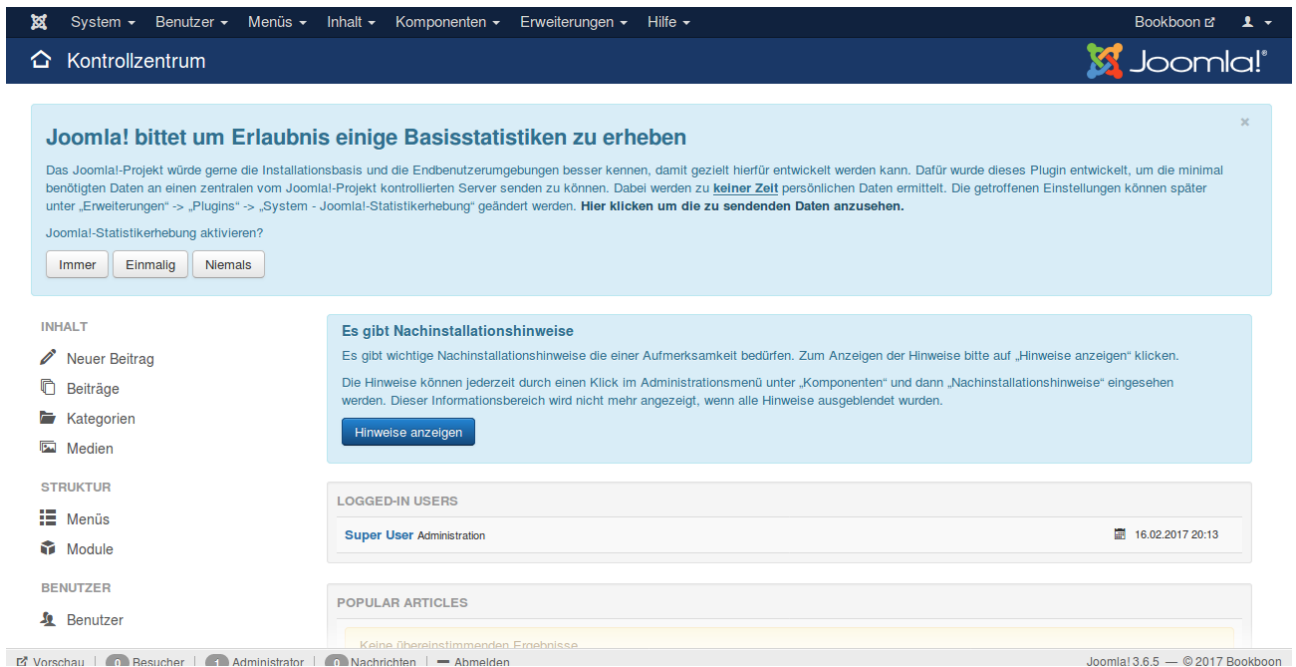 System Benutzer Menüs Inhalt Komponenten Erweiterungen Hilfe Bookboon
Kontrollzentrum Joomla!®
Joomla! bittet um Erlaubnis einige Basisstatistiken zu erheben ×
Das Joomla!-Projekt würde gerne die Installationsbasis und die Endbenutzerumgebungen besser kennen, damit gezielt hierfür entwickelt werden kann. Dafür wurde dieses Plugin entwickelt, um die minimal
benötigten Daten an einen zentralen vom Joomla!-Projekt kontrollierten Server senden zu können. Dabei werden zu keiner Zeit persönlichen Daten ermittelt. Die getroffenen Einstellungen können später
unter „Erweiterungen“ -> „Plugins“ -> „System - Joomla!-Statistikerhebung“ geändert werden. Hier klicken um die zu sendenden Daten anzusehen.
Joomla!-Statistikerhebung aktivieren?
Immer Einmalig Niemals
INHALT
Neuer Beitrag
Beiträge
Kategorien
Medien
STRUKTUR
Menüs
Module
BENUTZER
Benutzer
Es gibt Nachinstallationshinweise
Es gibt wichtige Nachinstallationshinweise die einer Aufmerksamkeit bedürfen. Zum Anzeigen der Hinweise bitte auf „Hinweise anzeigen“ klicken.
Die Hinweise können jederzeit durch einen Klick im Administrationsmenü unter „Komponenten“ und dann „Nachinstallationshinweise“ eingesehen
werden. Dieser Informationsbereich wird nicht mehr angezeigt, wenn alle Hinweise ausgeblendet wurden.
Hinweise anzeigen
LOGGED-IN USERS
Super User Administration 16.02.2017 20:13
POPULAR ARTICLES
Keine übereinstimmenden Ergebnisse
Vorschau | 0 Besucher | 1 Administrator | 0 Nachrichten | Abmelden Joomla! 3.6.5 — © 2017 Bookboon